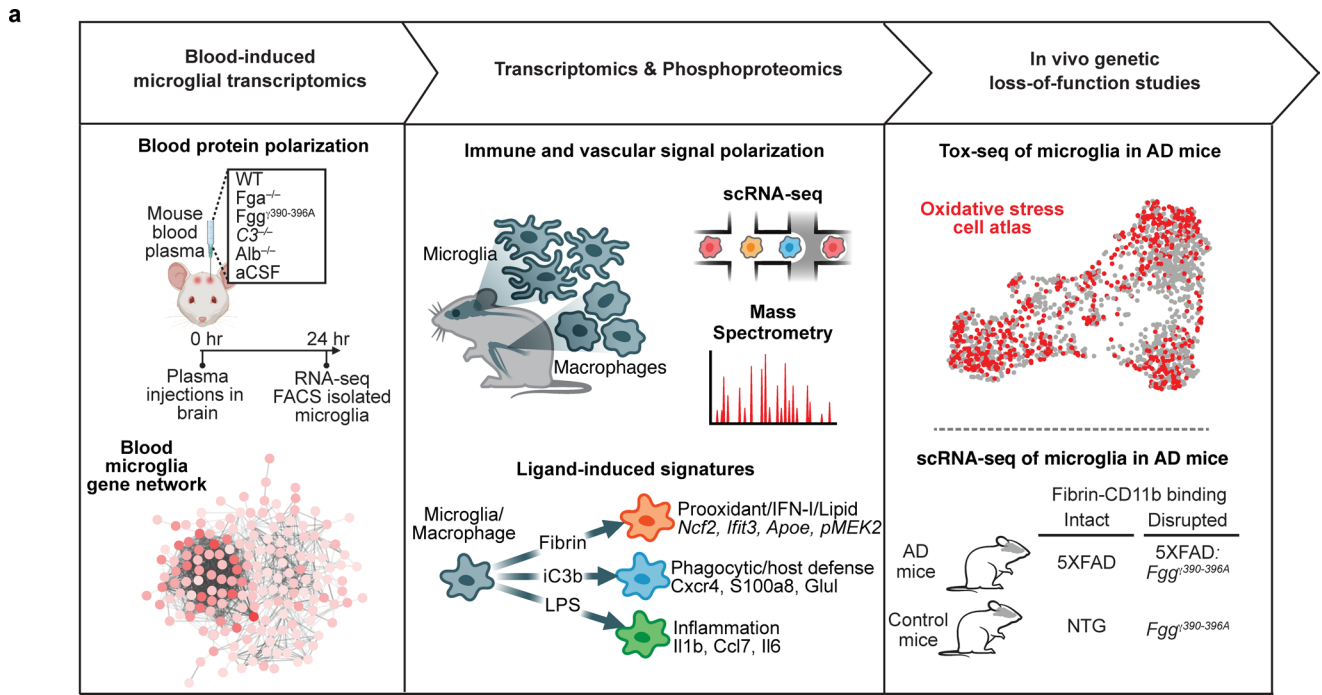 a
Blood-induced
microglial transcriptomics
Transcriptomics & Phosphoproteomics
In vivo genetic
loss-of-function studies
Blood protein polarization
Mouse
blood
plasma
WT
Fga⁻/⁻
Fggᵞ³⁹⁰⁻³⁹⁶ᴬ
C3⁻/⁻
Alb⁻/⁻
aCSF
0 hr
24 hr
Plasma
injections in
brain
RNA-seq
FACS isolated
microglia
Blood
microglia
gene network
Immune and vascular signal polarization
Microglia
Macrophages
scRNA-seq
Mass
Spectrometry
Ligand-induced signatures
Microglia/
Macrophage
Fibrin
iC3b
LPS
Prooxidant/IFN-I/Lipid
Ncf2, Ifit3, Apoe, pMEK2
Phagocytic/host defense
Cxcr4, S100a8, Glul
Inflammation
Il1b, Ccl7, Il6
Tox-seq of microglia in AD mice
Oxidative stress
cell atlas
scRNA-seq of microglia in AD mice
Fibrin-CD11b binding
Intact
Disrupted
AD
mice
5XFAD
5XFAD:
Fggᵞ³⁹⁰⁻³⁹⁶ᴬ
Control
mice
NTG
Fggᵞ³⁹⁰⁻³⁹⁶ᴬ